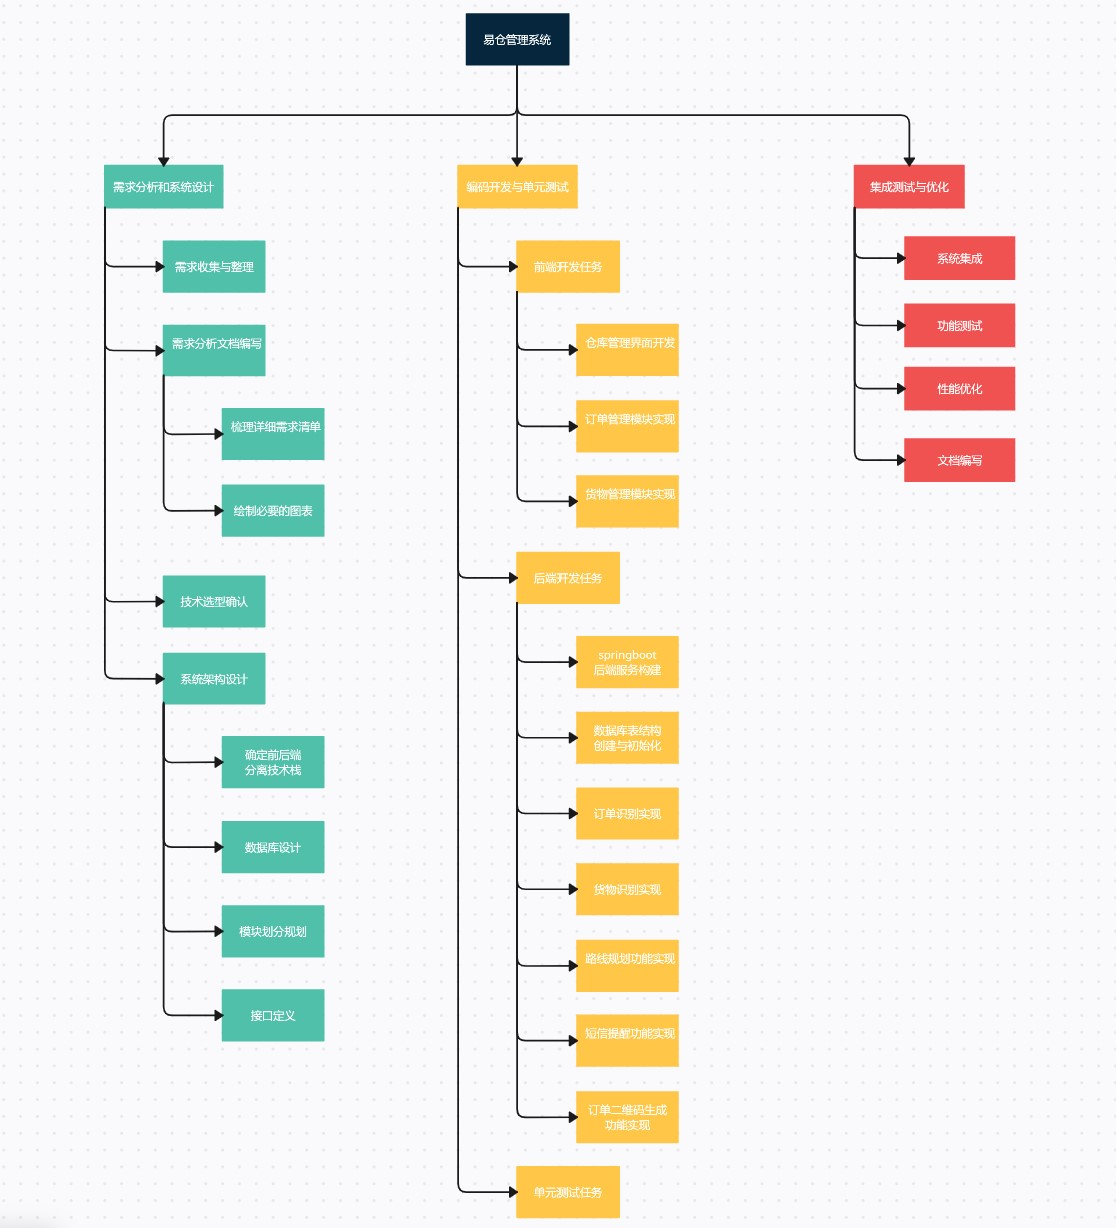 易仓管理系统
需求分析和系统设计
需求收集与整理
需求分析文档编写
梳理详细需求清单
绘制必要的图表
技术选型确认
系统架构设计
确定前后端
分离技术栈
数据库设计
模块划分规划
接口定义
编码开发与单元测试
前端开发任务
仓库管理界面开发
订单管理模块实现
货物管理模块实现
后端开发任务
springboot
后端服务构建
数据库表结构
创建与初始化
订单识别实现
货物识别实现
路线规划功能实现
短信提醒功能实现
订单二维码生成
功能实现
单元测试任务
集成测试与优化
系统集成
功能测试
性能优化
文档编写